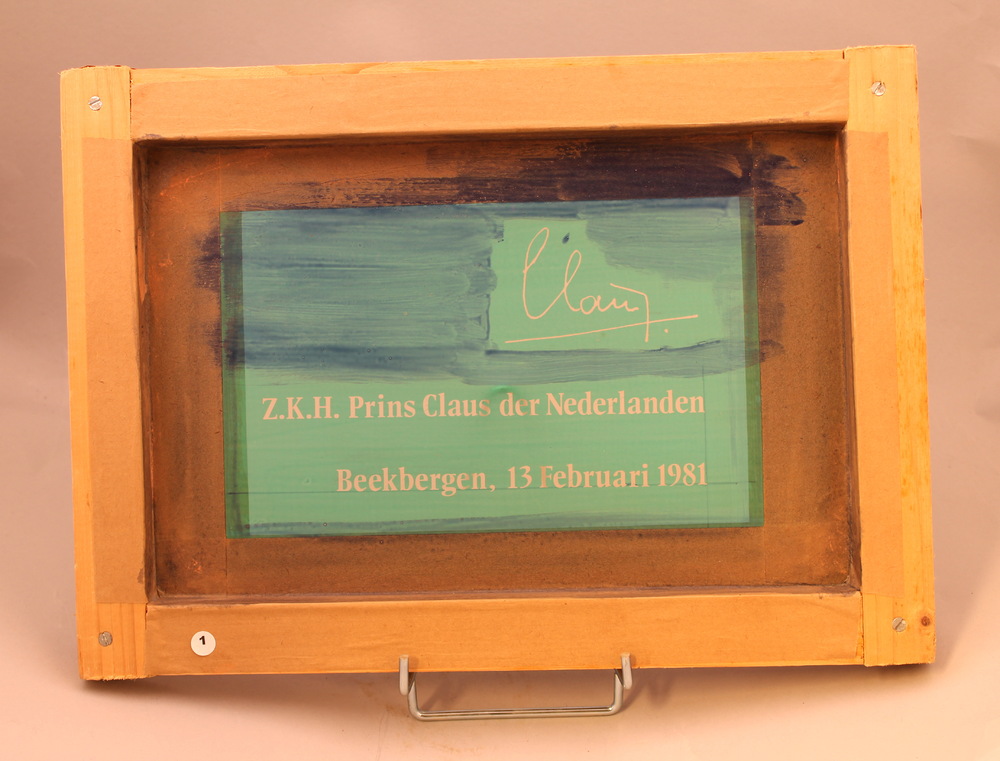 Claus
Z.K.H. Prins Claus der Nederlanden
Beekbergen, 13 Februari 1981
1